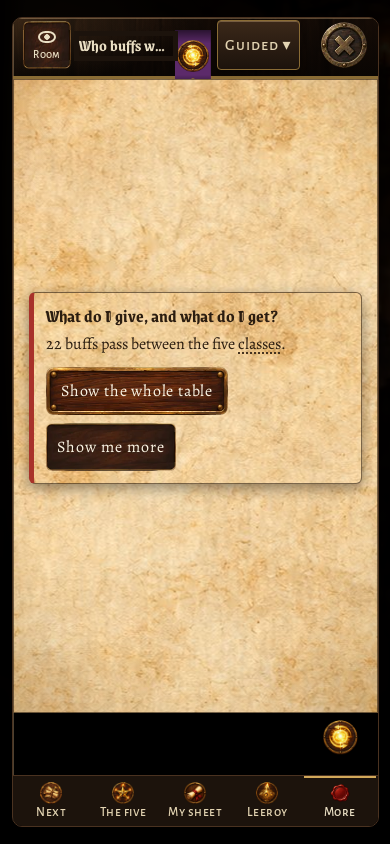 Room
Who buffs w...
Guided ▼
What do I give, and what do I get?
22 buffs pass between the five classes.
Show the whole table
Show me more
Next
The five
My sheet
Leeroy
More